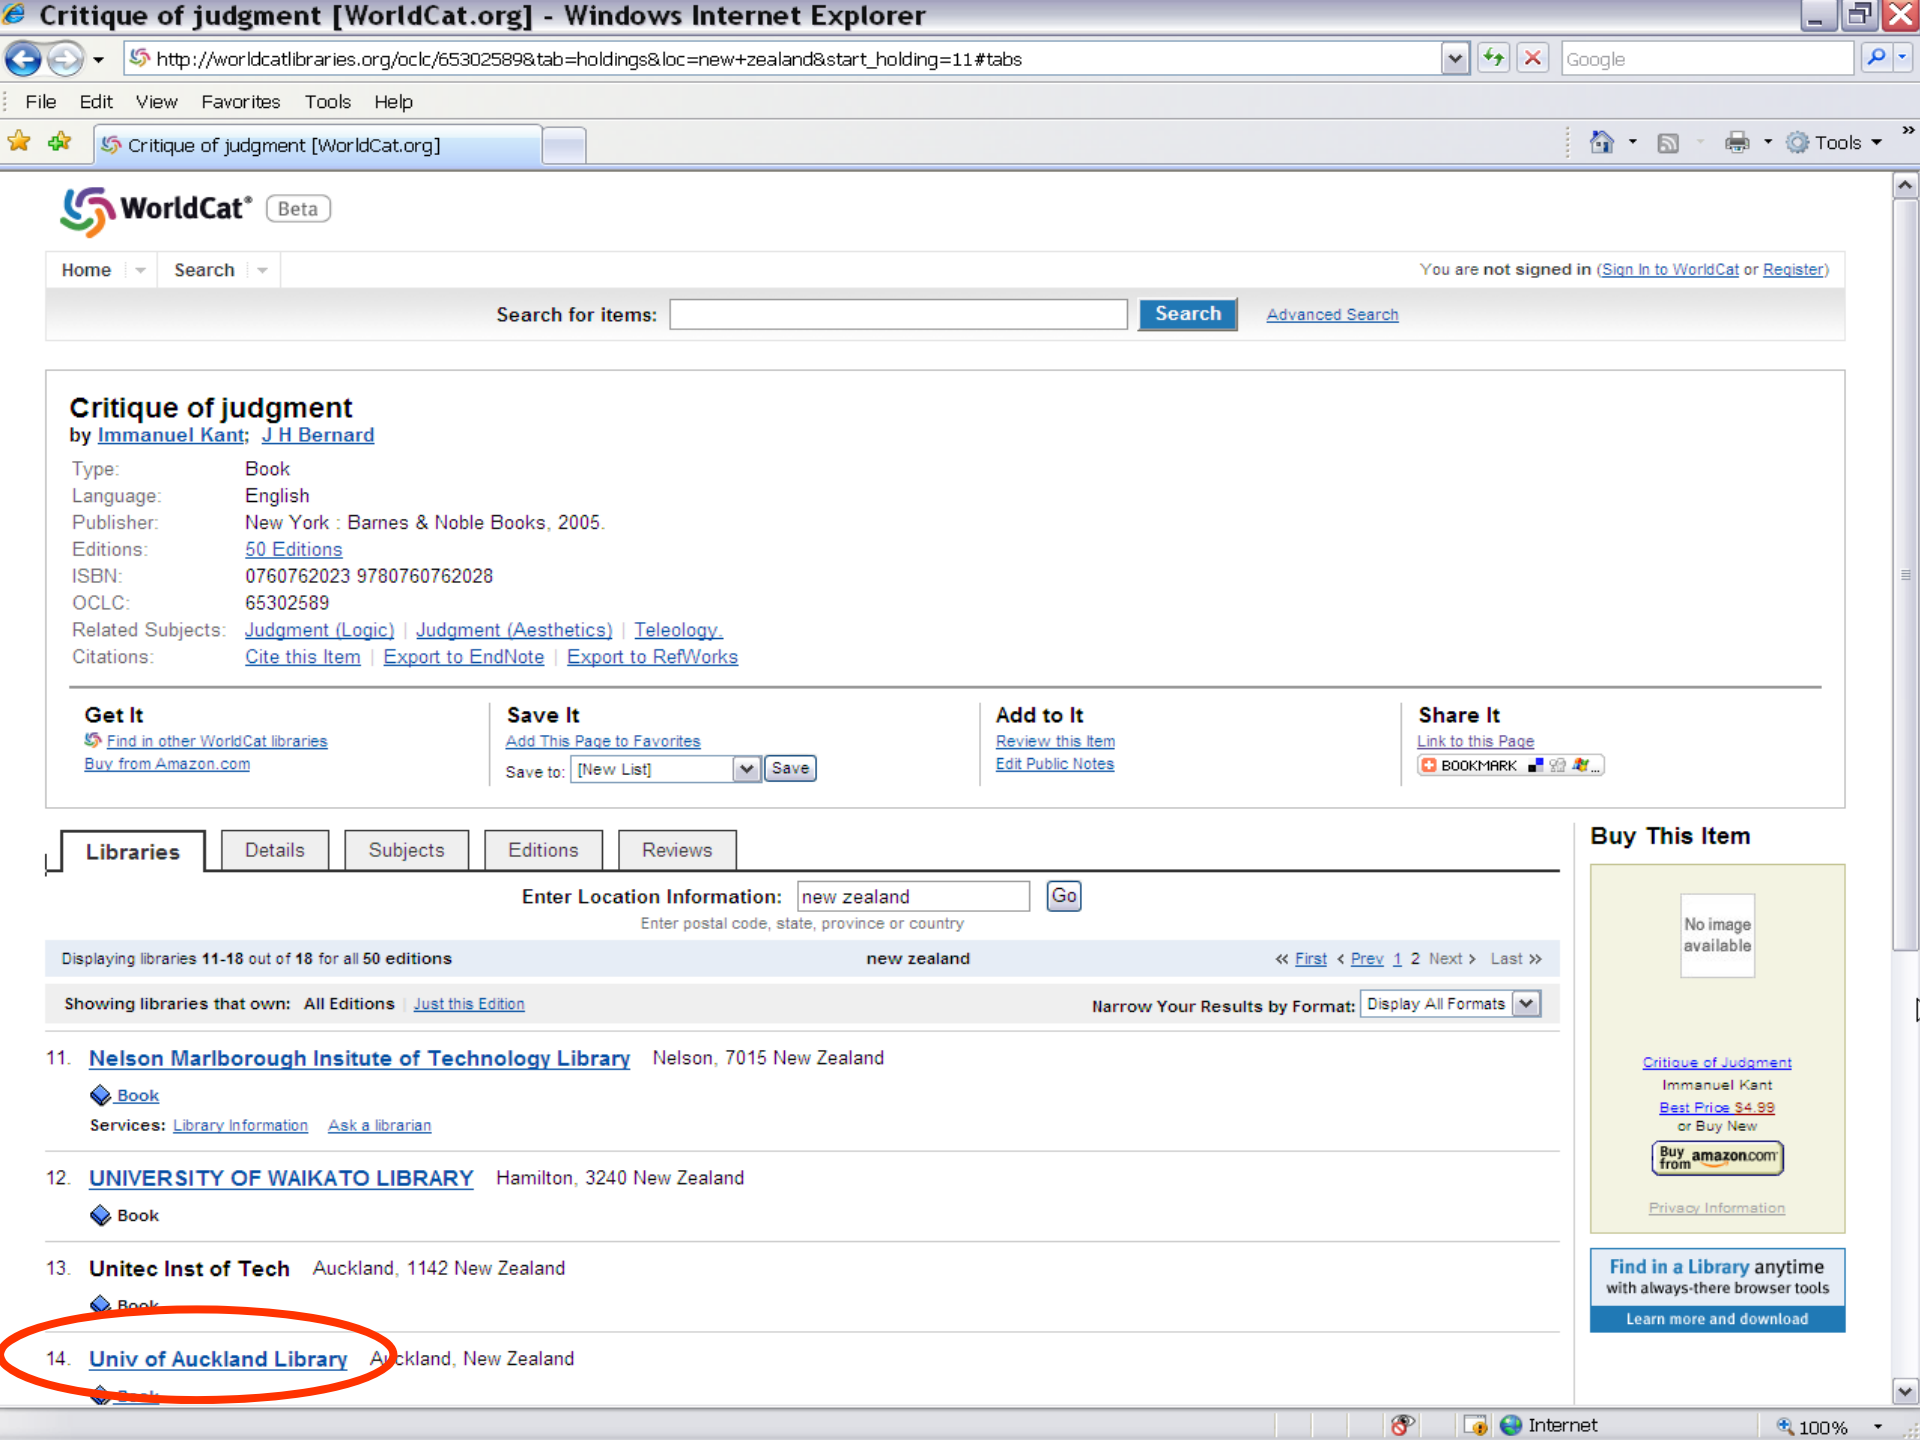 Critique of judgment [WorldCat.org] - Windows Internet Explorer
http://worldcatlibraries.org/oclc/65302589&tab=holdings&loc=new+zealand&start_holding=11#tabs
Google
File Edit View Favorites Tools Help
Critique of judgment [WorldCat.org]
Tools
WorldCat® Beta
Home Search
You are not signed in (Sign In to WorldCat or Register)
Search for items: Search Advanced Search
Critique of judgment
by Immanuel Kant; J H Bernard
Type: Book
Language: English
Publisher: New York : Barnes & Noble Books, 2005.
Editions: 50 Editions
ISBN: 0760762023 9780760762028
OCLC: 65302589
Related Subjects: Judgment (Logic) | Judgment (Aesthetics) | Teleology.
Citations: Cite this Item | Export to EndNote | Export to RefWorks
Get It
Find in other WorldCat libraries
Buy from Amazon.com
Save It
Add This Page to Favorites
Save to: [New List] Save
Add to It
Review this Item
Edit Public Notes
Share It
Link to this Page
BOOKMARK ...
Libraries Details Subjects Editions Reviews
Enter Location Information: new zealand Go
Enter postal code, state, province or country
Displaying libraries 11-18 out of 18 for all 50 editions new zealand « First ‹ Prev 1 2 Next › Last »
Showing libraries that own: All Editions | Just this Edition Narrow Your Results by Format: Display All Formats
11. Nelson Marlborough Insitute of Technology Library Nelson, 7015 New Zealand
Book
Services: Library Information Ask a librarian
12. UNIVERSITY OF WAIKATO LIBRARY Hamilton, 3240 New Zealand
Book
13. Unitec Inst of Tech Auckland, 1142 New Zealand
Book
14. Univ of Auckland Library Auckland, New Zealand
Book
Buy This Item
No image
available
Critique of Judgment
Immanuel Kant
Best Price $4.99
or Buy New
Buy from amazon.com
Privacy Information
Find in a Library anytime
with always-there browser tools
Learn more and download
Internet 100%